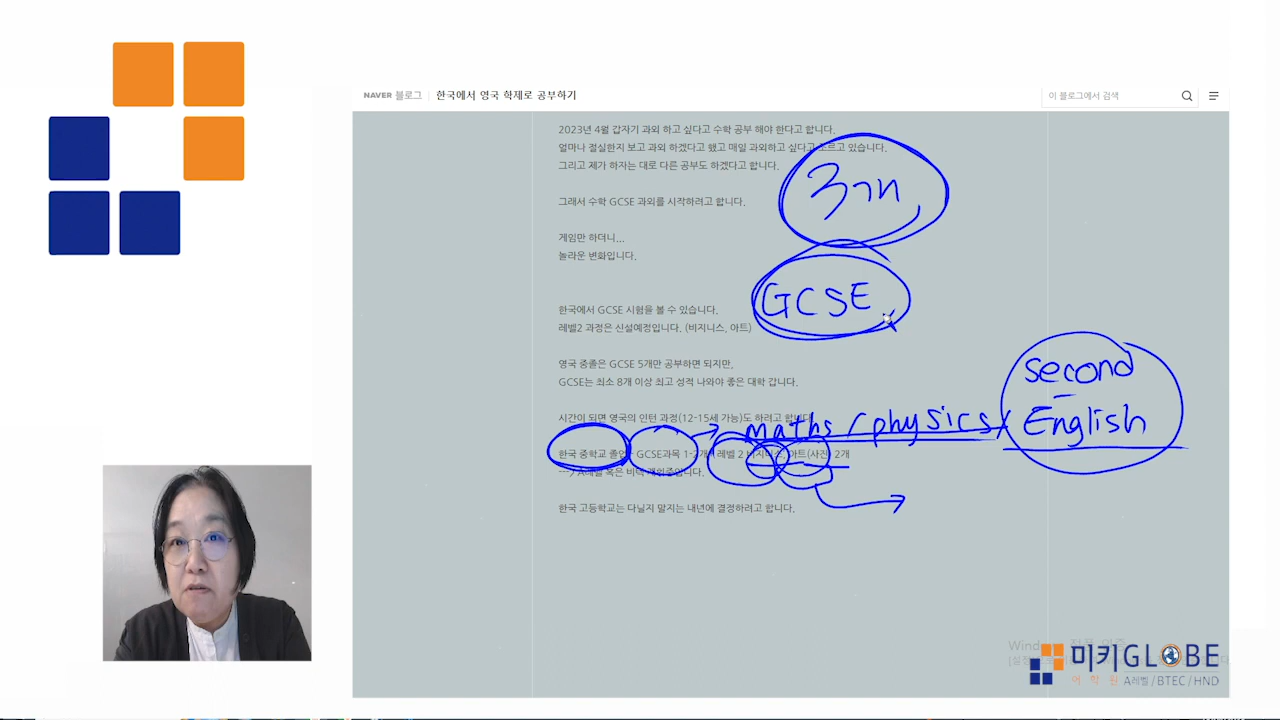 NAVER 블로그 | 한국에서 영국 학제로 공부하기
이 블로그에서 검색
2023년 4월 갑자기 과외 하고 싶다고 수학 공부 해야 한다고 합니다.
얼마나 절실한지 보고 과외 하겠다고 했고 매일 과외하고 싶다고 조르고 있습니다.
그리고 제가 하자는 대로 다른 공부도 하겠다고 합니다.
3개
그래서 수학 GCSE 과외를 시작하려고 합니다.
게임만 하더니...
놀라운 변화입니다.
GCSE
한국에서 GCSE 시험을 볼 수 있습니다.
레벨2 과정은 신설예정입니다. (비지니스, 아트)
영국 중졸은 GCSE 5개만 공부하면 되지만,
GCSE는 최소 8개 이상 최고 성적 나와야 좋은 대학 갑니다.
second
English
시간이 되면 영국의 인턴 과정(12-15세 가능)도 하려고 합니다.
maths / physics /
한국 중학교 졸업 - GCSE과목 1-2개, 레벨 2 비지니스, 아트(사진) 2개
---> A레벨 혹은 비텍 개인중입니다.
한국 고등학교는 다닐지 말지는 내년에 결정하려고 합니다.
미키GLOBE
어학원 A레벨 / BTEC / HND